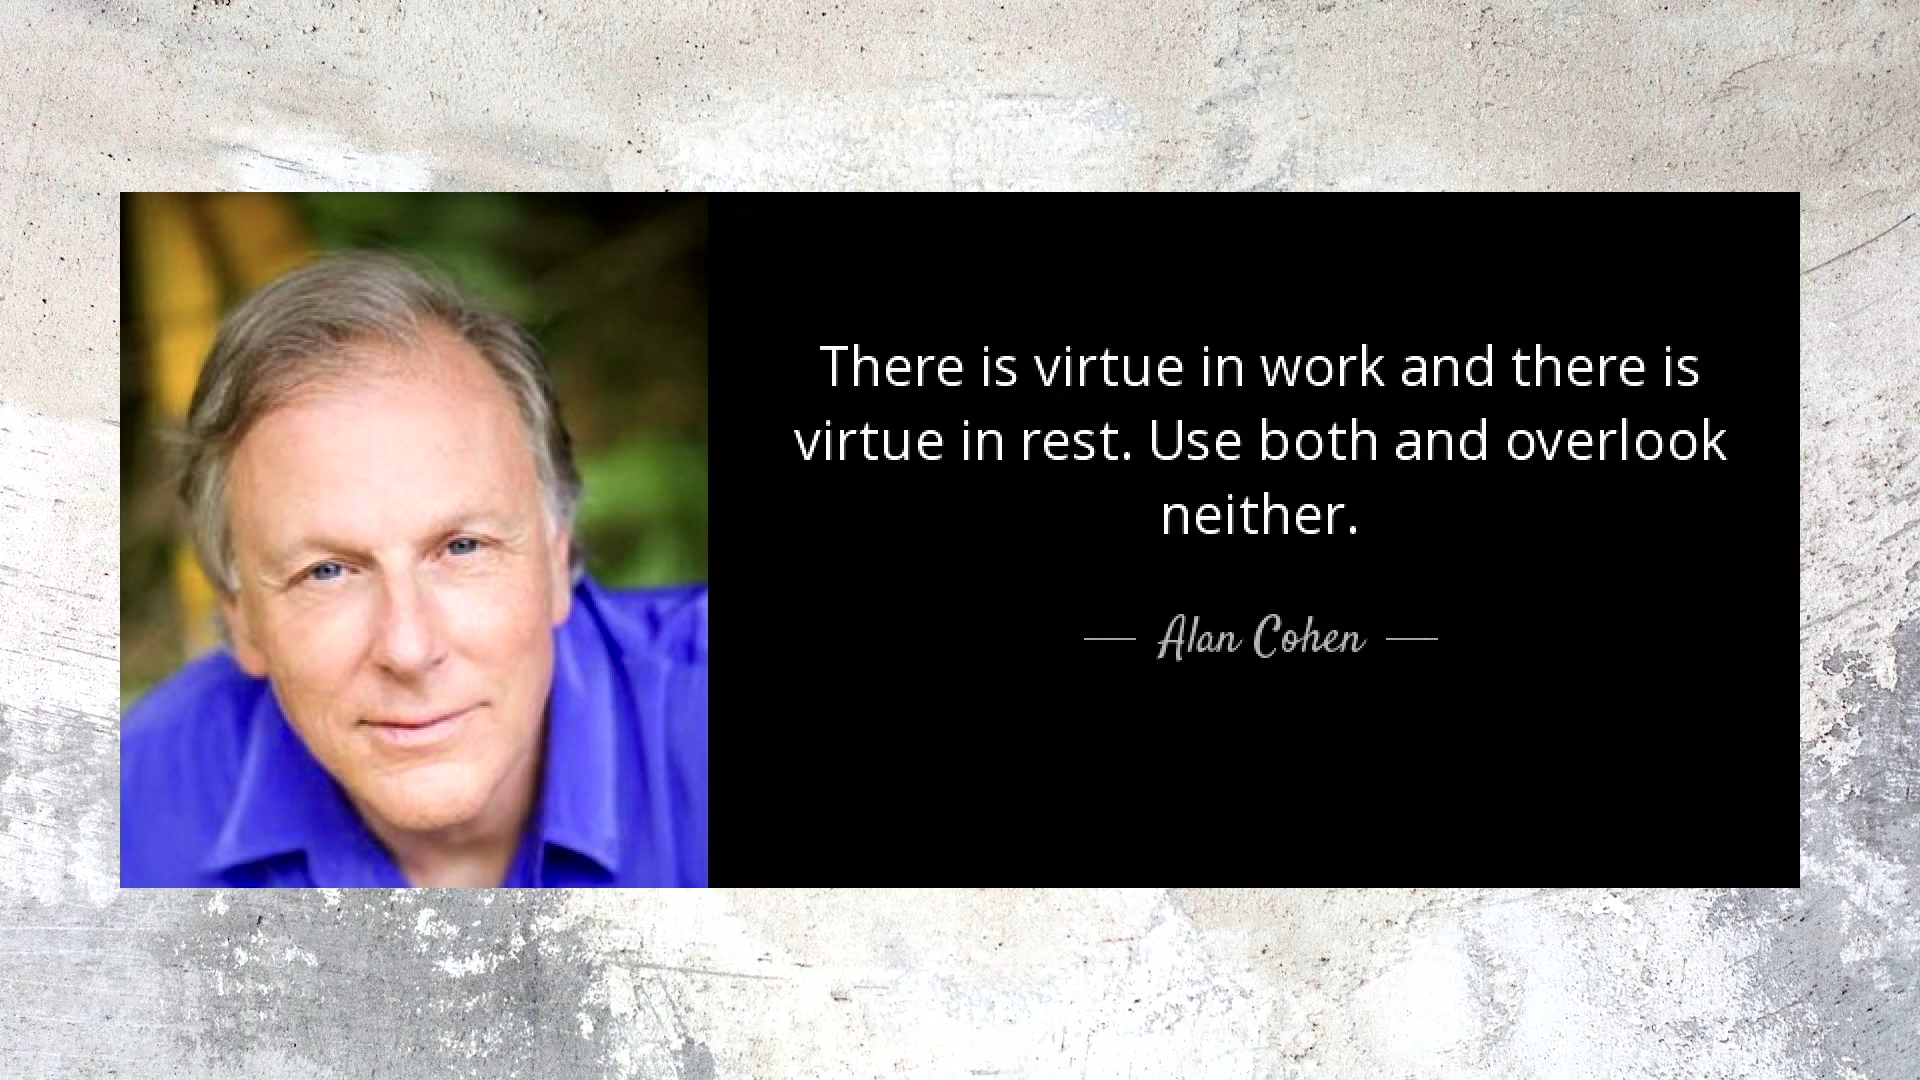 There is virtue in work and there is
virtue in rest. Use both and overlook
neither.
— Alan Cohen —